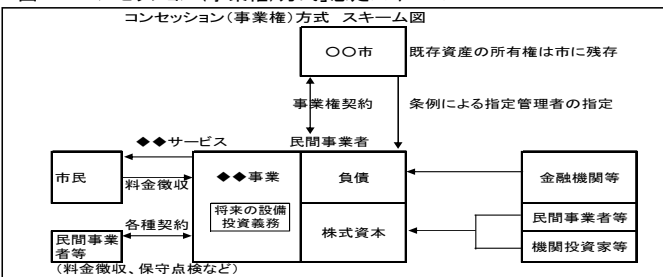 コンセッション(事業権)方式 スキーム図
〇〇市
既存資産の所有権は市に残存
事業権契約
条例による指定管理者の指定
◆◆サービス
民間事業者
市民
料金徴収
◆◆事業
負債
金融機関等
将来の設備
投資義務
株式資本
民間事業者等
機関投資家等
各種契約
民間事業
者等
(料金徴収、保守点検など)